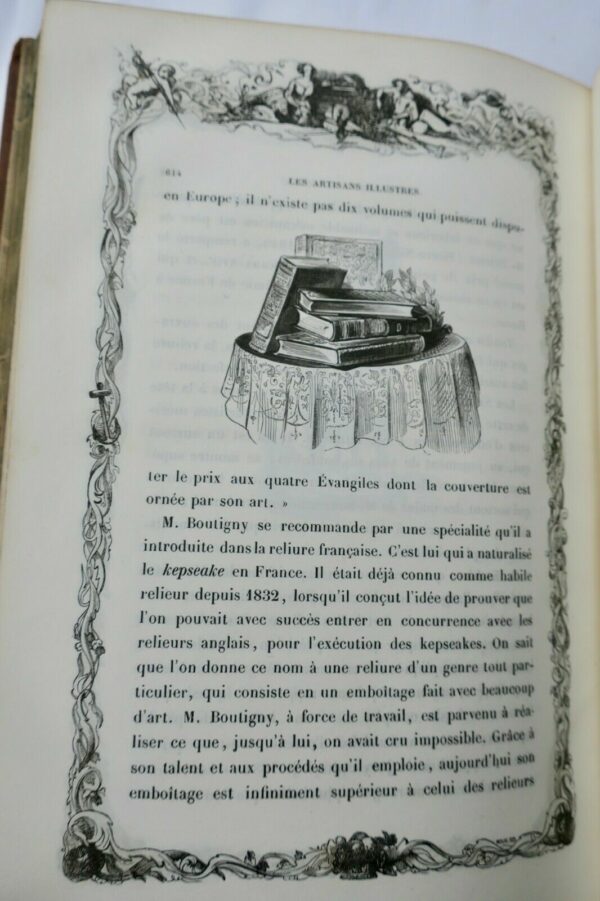 614
LES ARTISANS ILLUSTRES
en Europe; il n'existe pas dix volumes qui puissent dispu-
ter le prix aux quatre Évangiles dont la couverture est
ornée par son art. »
M. Boutigny se recommande par une spécialité qu'il a
introduite dans la reliure française. C'est lui qui a naturalisé
le kepseake en France. Il était déjà connu comme habile
relieur depuis 1832, lorsqu'il conçut l'idée de prouver que
l'on pouvait avec succès entrer en concurrence avec les
relieurs anglais, pour l'exécution des kepseakes. On sait
que l'on donne ce nom à une reliure d'un genre tout par-
ticulier, qui consiste en un emboîtage fait avec beaucoup
d'art. M. Boutigny, à force de travail, est parvenu à réa-
liser ce que, jusqu'à lui, on avait cru impossible. Grâce à
son talent et aux procédés qu'il emploie, aujourd'hui son
emboîtage est infiniment supérieur à celui des relieurs